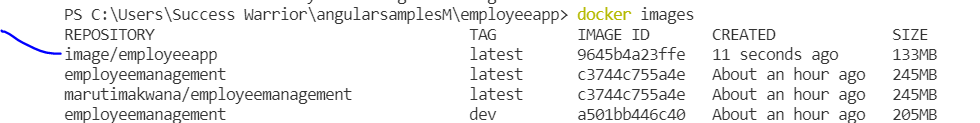 PS C:\Users\Success Warrior\angularsamplesM\employeeapp> docker images
REPOSITORY TAG IMAGE ID CREATED SIZE
image/employeeapp latest 9645b4a23ffe 11 seconds ago 133MB
employeemanagement latest c3744c755a4e About an hour ago 245MB
marutimakwana/employeemanagement latest c3744c755a4e About an hour ago 245MB
employeemanagement dev a501bb446c40 About an hour ago 205MB